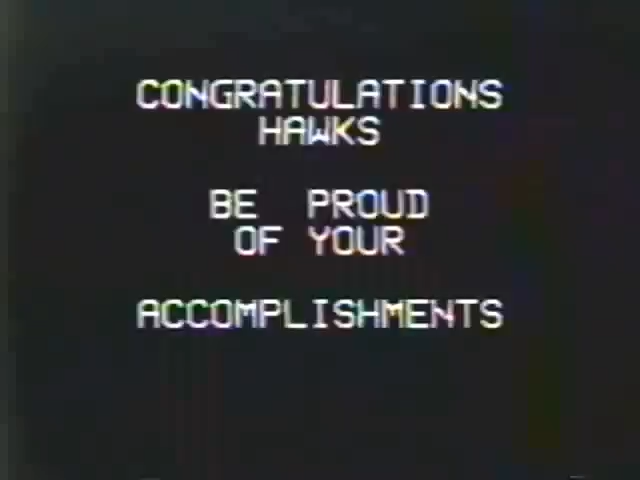 CONGRATULATIONS
HAWKS
BE PROUD
OF YOUR
ACCOMPLISHMENTS